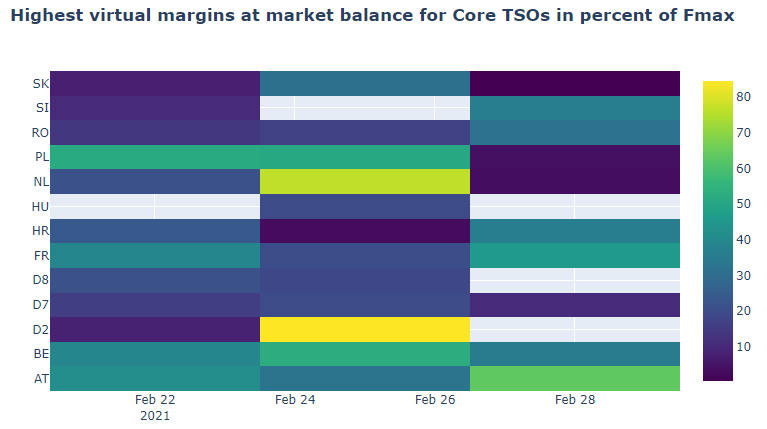 Highest virtual margins at market balance for Core TSOs in percent of Fmax
SK
SI
RO
PL
NL
HU
HR
FR
D8
D7
D2
BE
AT
80
70
60
50
40
30
20
10
Feb 22
2021
Feb 24
Feb 26
Feb 28